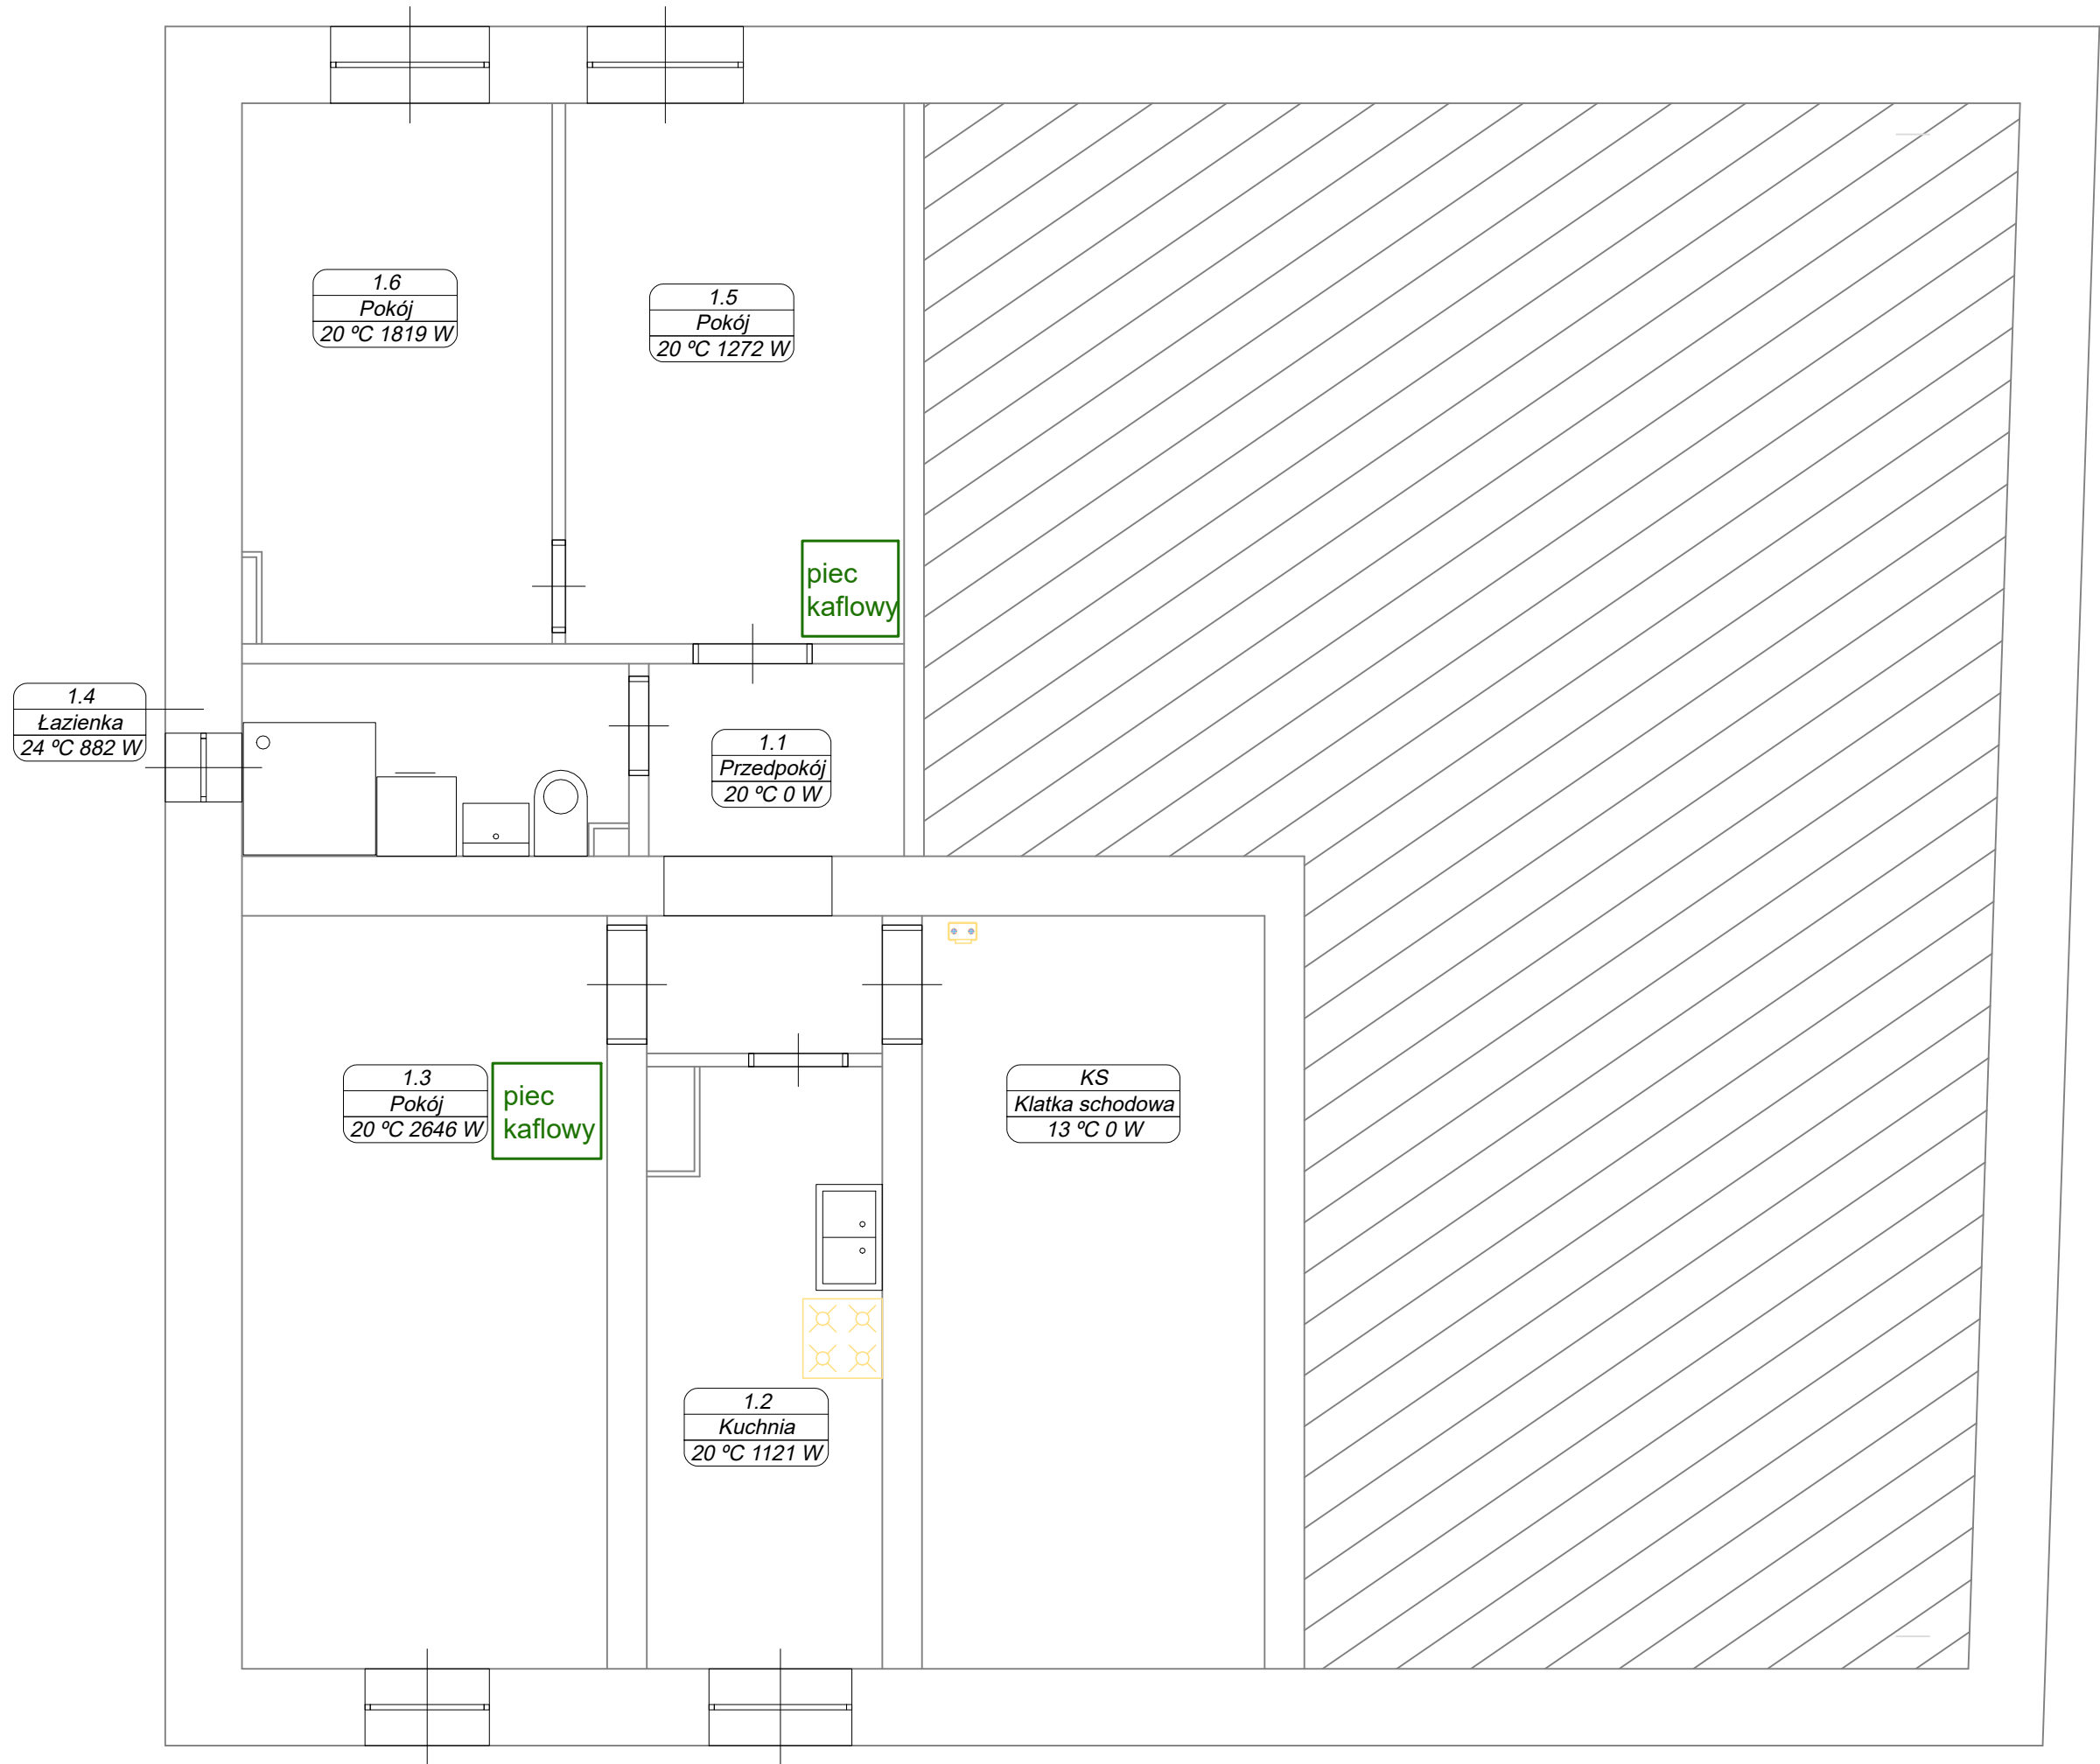 1.6
Pokój
20 ºC 1819 W
1.5
Pokój
20 ºC 1272 W
piec
kaflowy
1.4
Łazienka
24 ºC 882 W
1.1
Przedpokój
20 ºC 0 W
1.3
Pokój
20 ºC 2646 W
piec
kaflowy
KS
Klatka schodowa
13 ºC 0 W
1.2
Kuchnia
20 ºC 1121 W